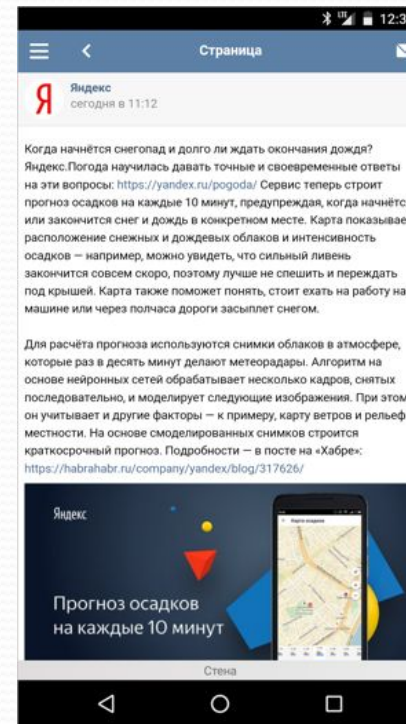 LTE 12:3
Страница
Яндекс
сегодня в 11:12
Когда начнётся снегопад и долго ли ждать окончания дождя?
Яндекс.Погода научилась давать точные и своевременные ответы
на эти вопросы: https://yandex.ru/pogoda/ Сервис теперь строит
прогноз осадков на каждые 10 минут, предупреждая, когда начнётс
или закончится снег и дождь в конкретном месте. Карта показывае
расположение снежных и дождевых облаков и интенсивность
осадков — например, можно увидеть, что сильный ливень
закончится совсем скоро, поэтому лучше не спешить и переждать
под крышей. Карта также поможет понять, стоит ехать на работу на
машине или через полчаса дороги засыплет снегом.
Для расчёта прогноза используются снимки облаков в атмосфере,
которые раз в десять минут делают метеорадары. Алгоритм на
основе нейронных сетей обрабатывает несколько кадров, снятых
последовательно, и моделирует следующие изображения. При этом
он учитывает и другие факторы — к примеру, карту ветров и рельеф
местности. На основе смоделированных снимков строится
краткосрочный прогноз. Подробности — в посте на «Хабре»:
https://habrahabr.ru/company/yandex/blog/317626/
Яндекс
Карта осадков
Прогноз осадков
на каждые 10 минут
Стена